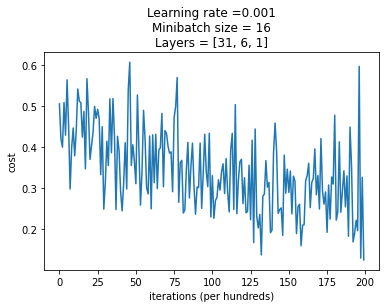 Learning rate =0.001
Minibatch size = 16
Layers = [31, 6, 1]
0.6
0.5
0.4
0.3
0.2
cost
0 25 50 75 100 125 150 175 200
iterations (per hundreds)